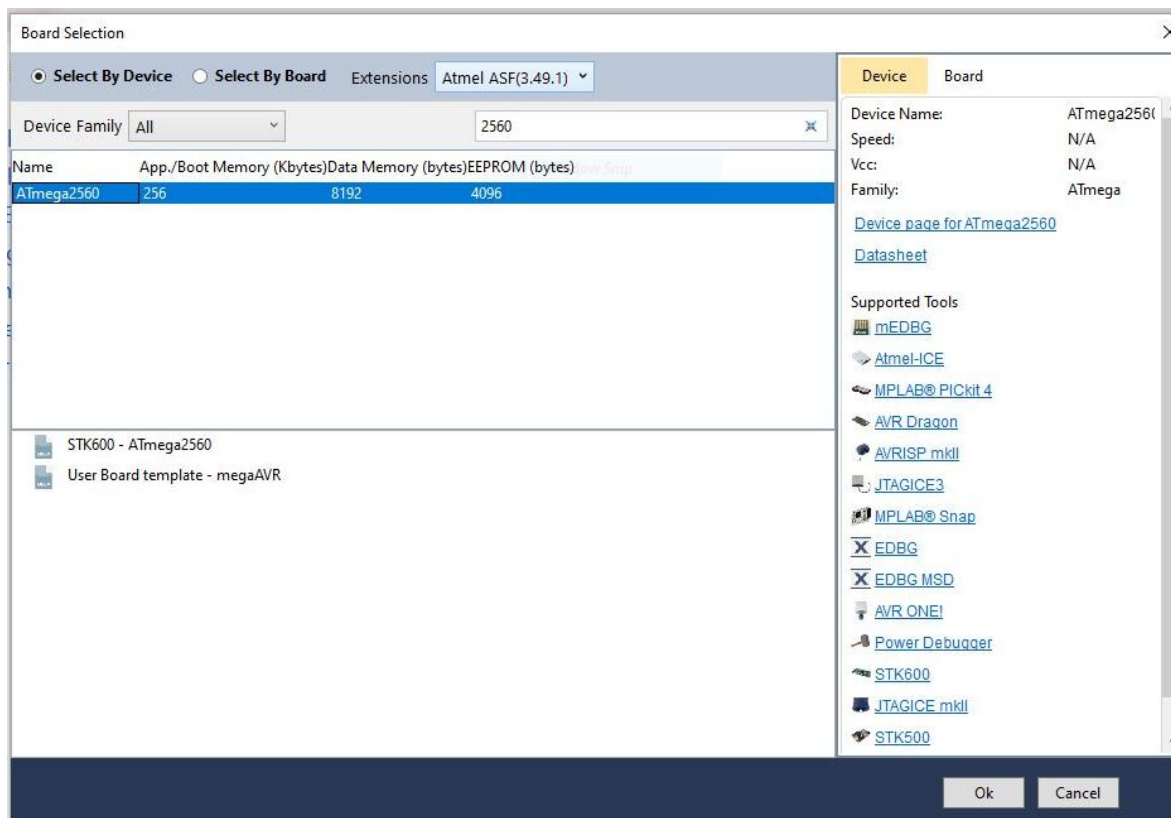 Board Selection
Select By Device Select By Board Extensions Atmel ASF(3.49.1)
Device Family All 2560
Name App./Boot Memory (Kbytes) Data Memory (bytes) EEPROM (bytes)
ATmega2560 256 8192 4096
STK600 - ATmega2560
User Board template - megaAVR
Device Board
Device Name: ATmega256
Speed: N/A
Vcc: N/A
Family: ATmega
Device page for ATmega2560
Datasheet
Supported Tools
mEDBG
Atmel-ICE
MPLAB® PICkit 4
AVR Dragon
AVRISP mkII
JTAGICE3
MPLAB® Snap
EDBG
EDBG MSD
AVR ONE!
Power Debugger
STK600
JTAGICE mkII
STK500
Ok Cancel